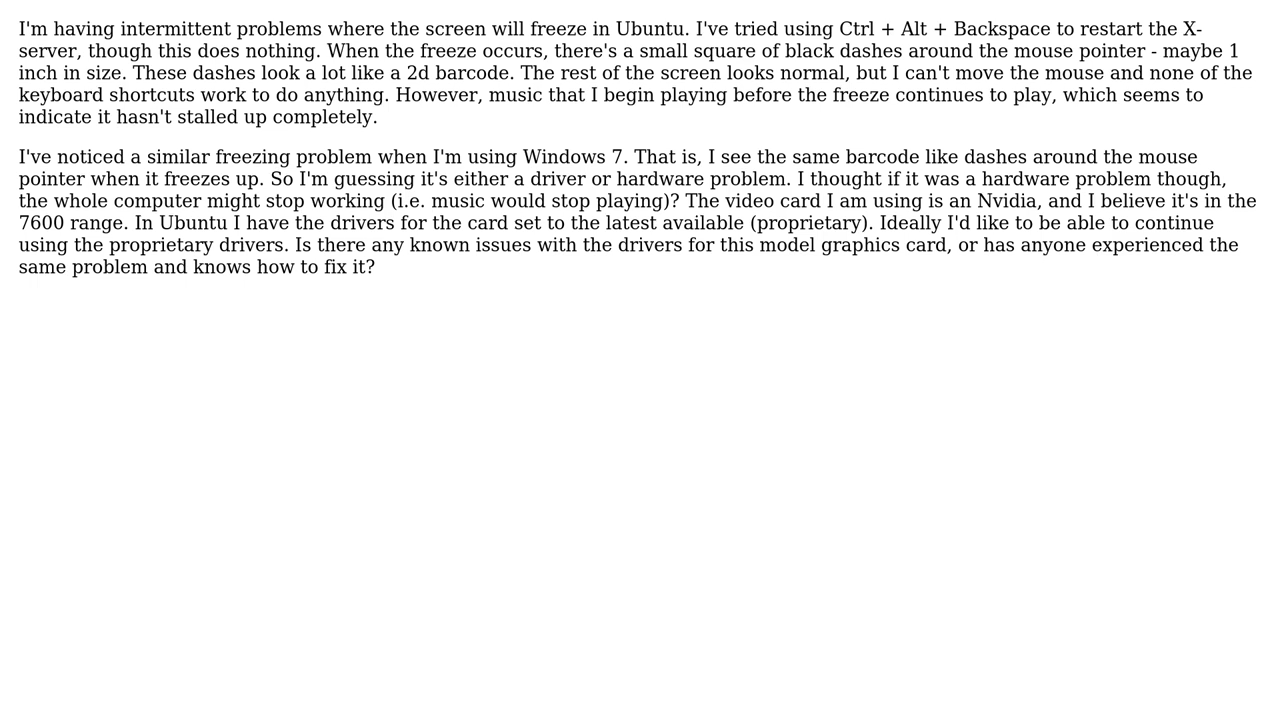 I'm having intermittent problems where the screen will freeze in Ubuntu. I've tried using Ctrl + Alt + Backspace to restart the X-
server, though this does nothing. When the freeze occurs, there's a small square of black dashes around the mouse pointer - maybe 1
inch in size. These dashes look a lot like a 2d barcode. The rest of the screen looks normal, but I can't move the mouse and none of the
keyboard shortcuts work to do anything. However, music that I begin playing before the freeze continues to play, which seems to
indicate it hasn't stalled up completely.
I've noticed a similar freezing problem when I'm using Windows 7. That is, I see the same barcode like dashes around the mouse
pointer when it freezes up. So I'm guessing it's either a driver or hardware problem. I thought if it was a hardware problem though,
the whole computer might stop working (i.e. music would stop playing)? The video card I am using is an Nvidia, and I believe it's in the
7600 range. In Ubuntu I have the drivers for the card set to the latest available (proprietary). Ideally I'd like to be able to continue
using the proprietary drivers. Is there any known issues with the drivers for this model graphics card, or has anyone experienced the
same problem and knows how to fix it?